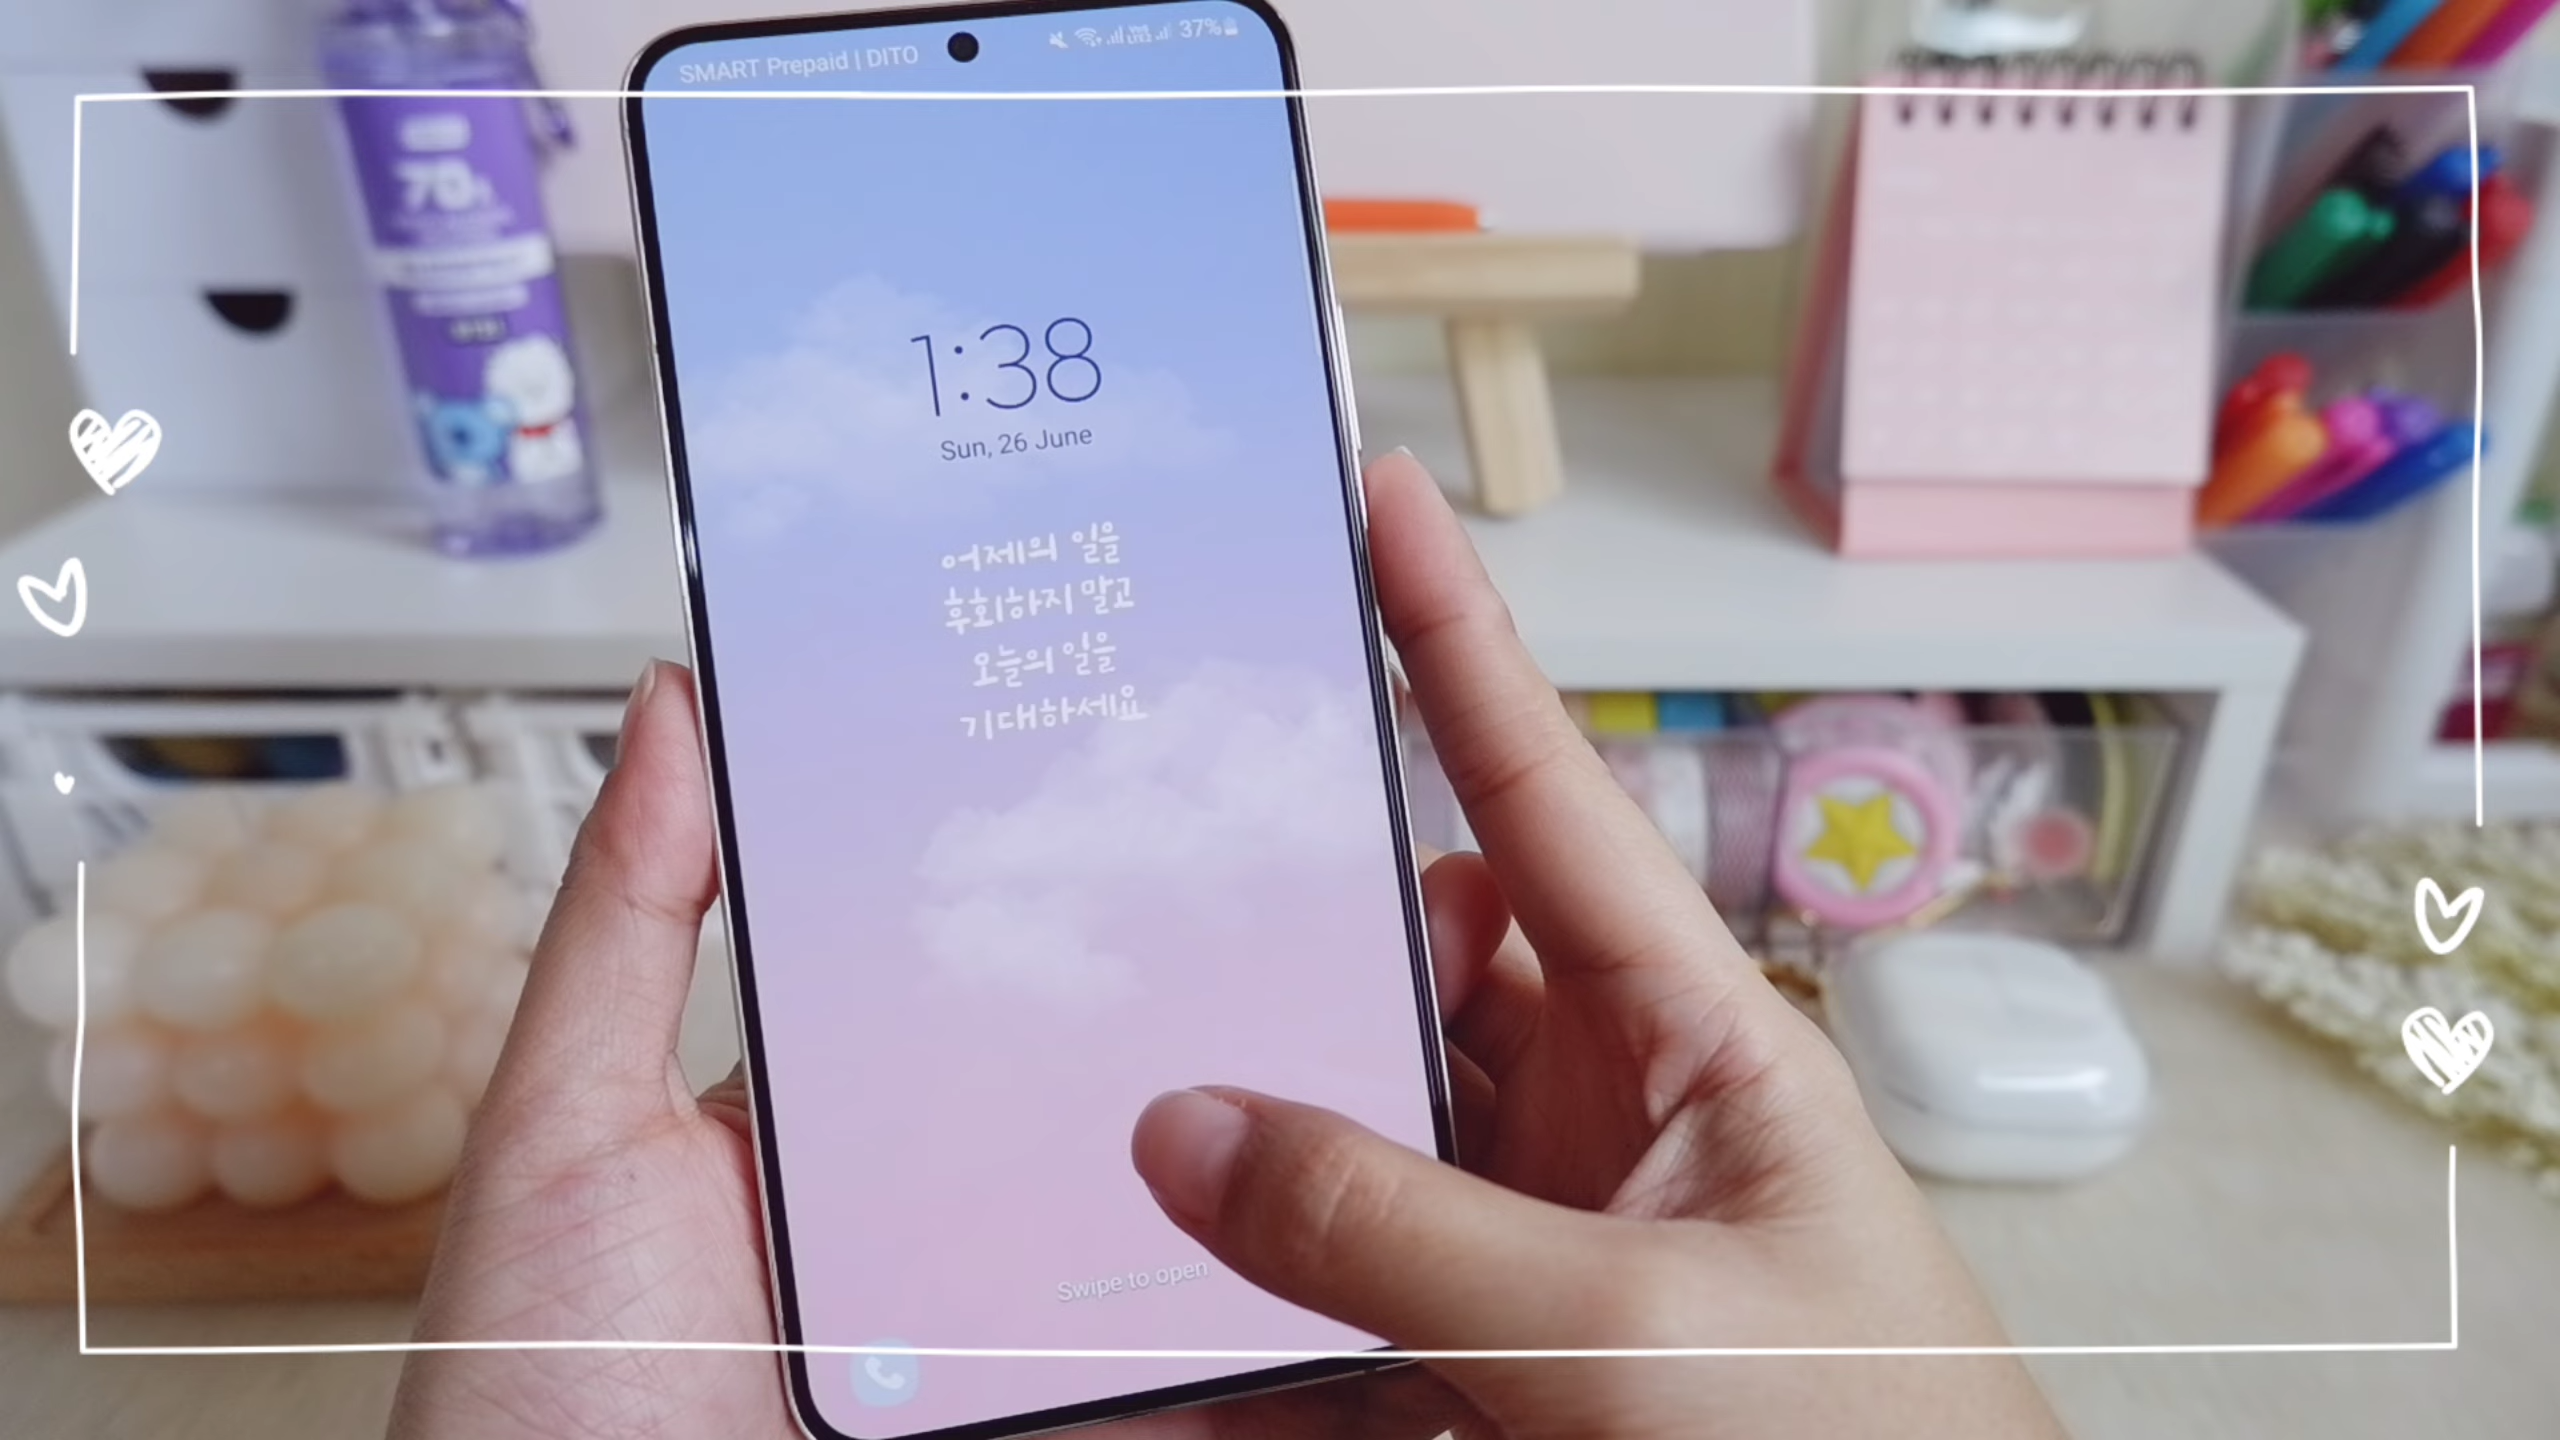 SMART Prepaid | DITO
37%
1:38
Sun, 26 June
어제의 일을
후회하지 말고
오늘의 일을
기대하세요
Swipe to open
70